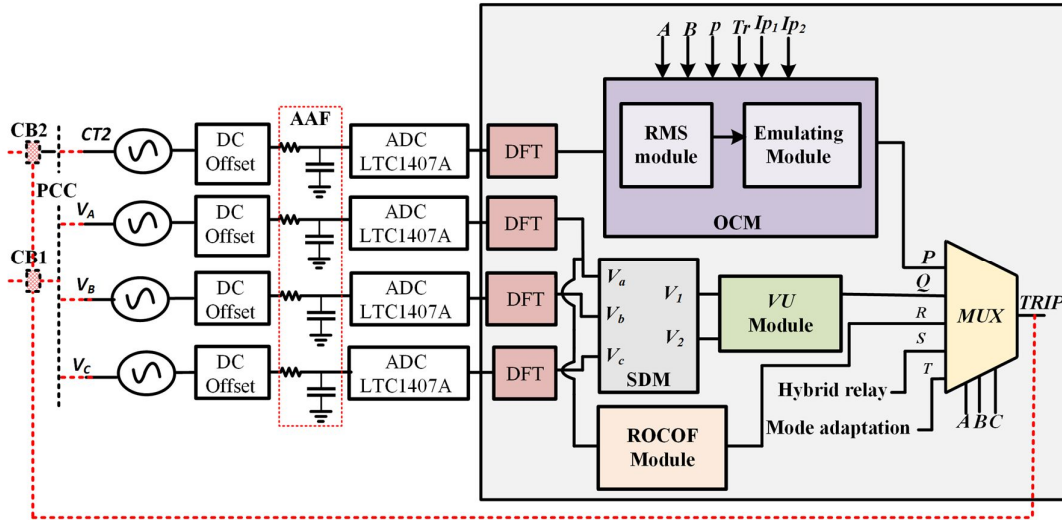 A B p Tr Ip1 Ip2
CB2
CT2
DC
Offset
AAF
ADC
LTC1407A
DFT
RMS
module
Emulating
Module
OCM
PCC
VA
DC
Offset
ADC
LTC1407A
DFT
CB1
VB
DC
Offset
ADC
LTC1407A
DFT
VC
DC
Offset
ADC
LTC1407A
DFT
Va
Vb
Vc
V1
V2
SDM
VU
Module
ROCOF
Module
P
Q
R
S
T
MUX
TRIP
Hybrid relay
Mode adaptation
A B C